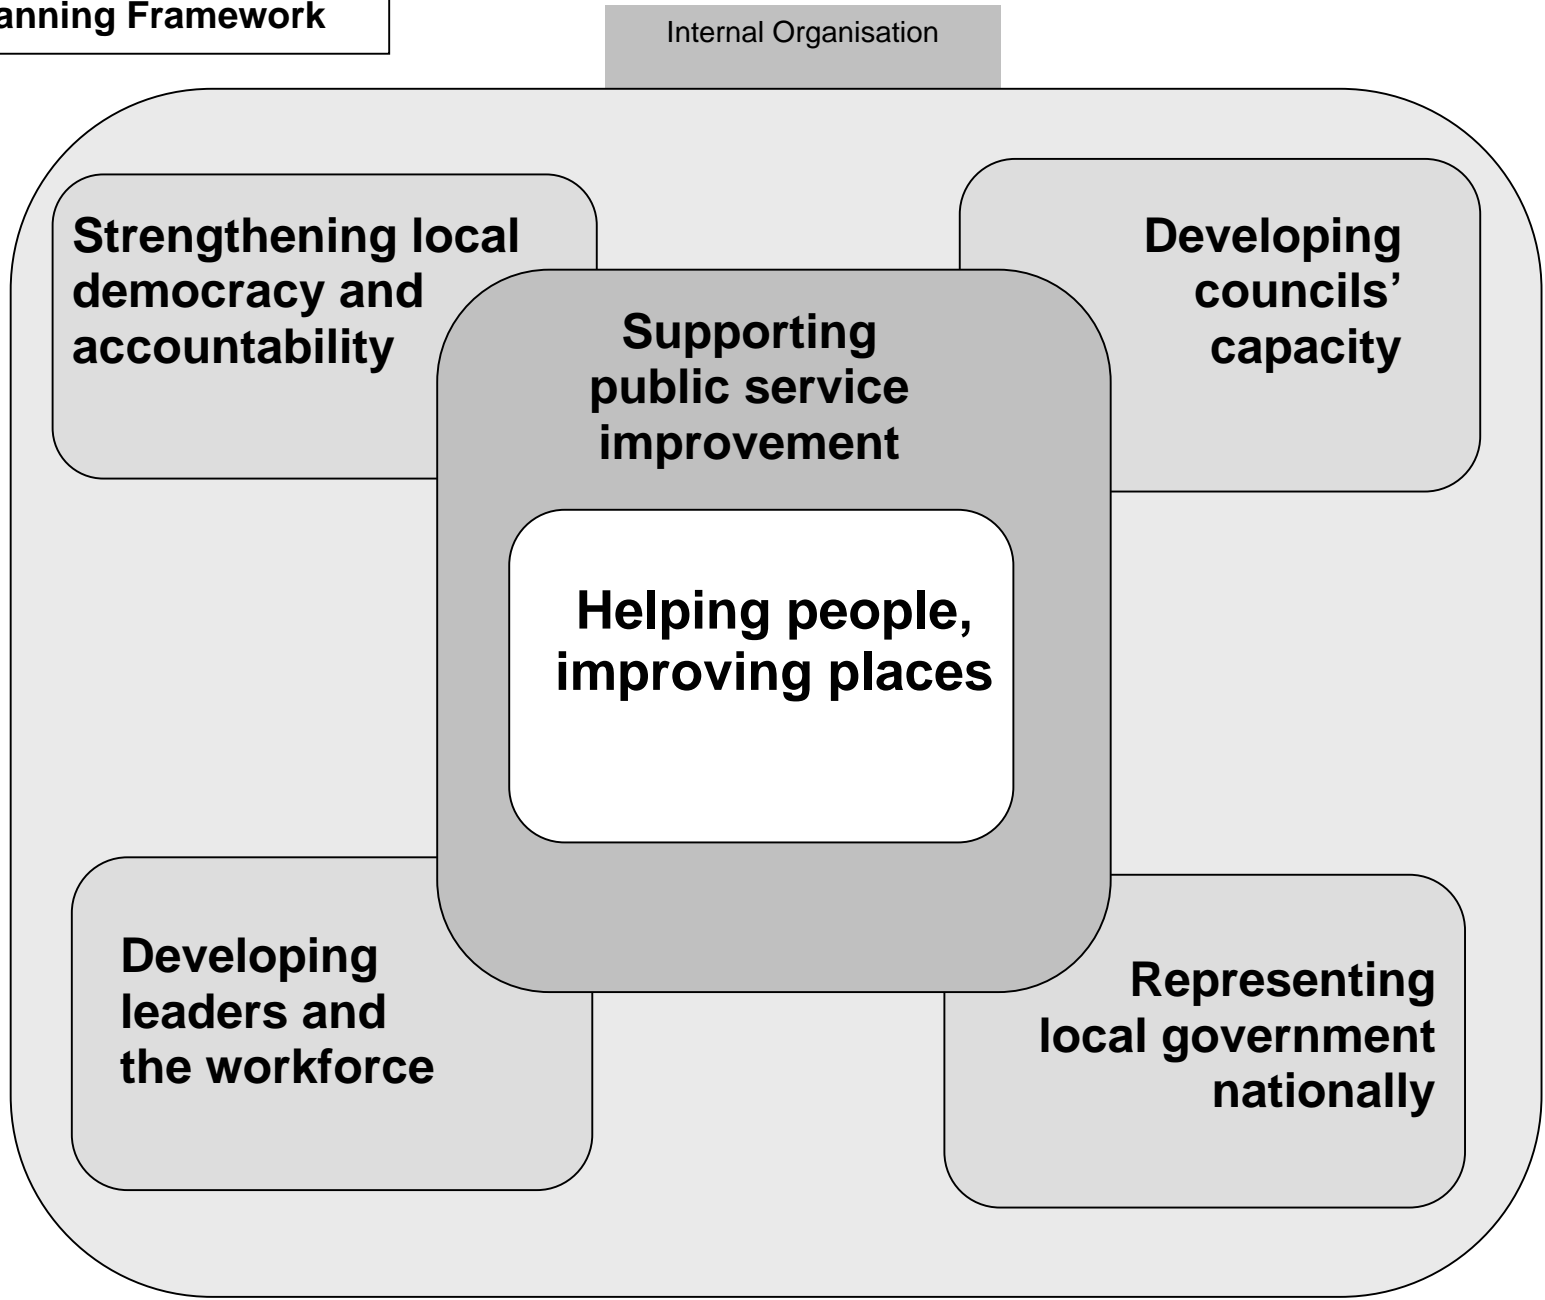 Framework
Internal Organisation
Strengthening local
democracy and
accountability
Developing
councils’
capacity
Supporting
public service
improvement
Helping people,
improving places
Developing
leaders and
the workforce
Representing
local government
nationally